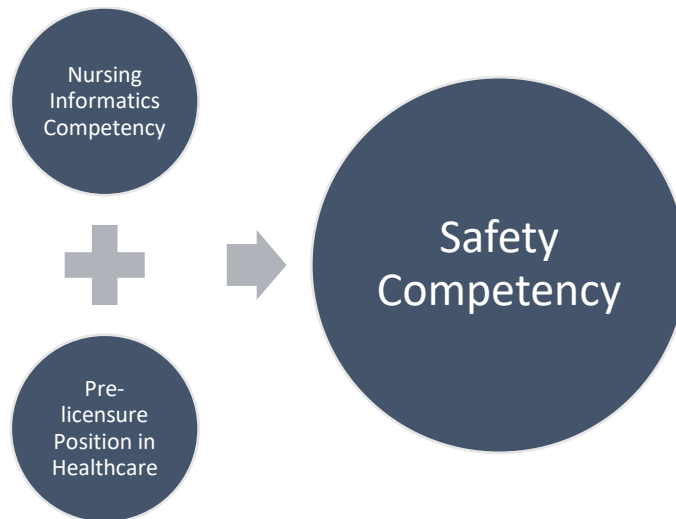 Nursing
Informatics
Competency
Pre-
licensure
Position in
Healthcare
Safety
Competency